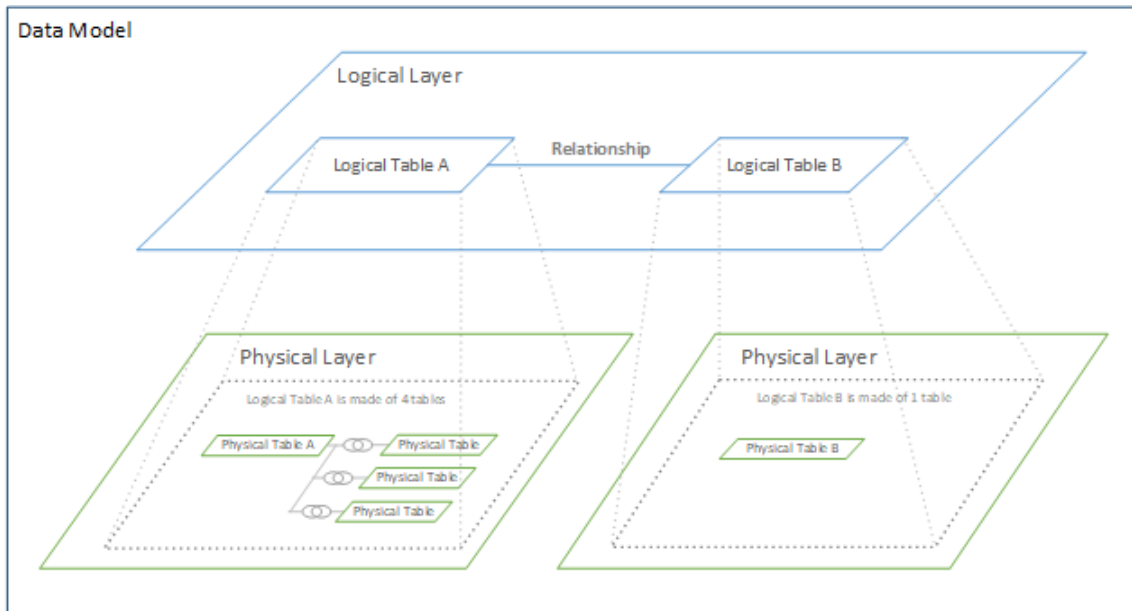 Data Model
Logical Layer
Logical Table A
Relationship
Logical Table B
Physical Layer
Logical Table A is made of 4 tables
Physical Table A
Physical Table
Physical Table
Physical Table
Physical Layer
Logical Table B is made of 1 table
Physical Table B